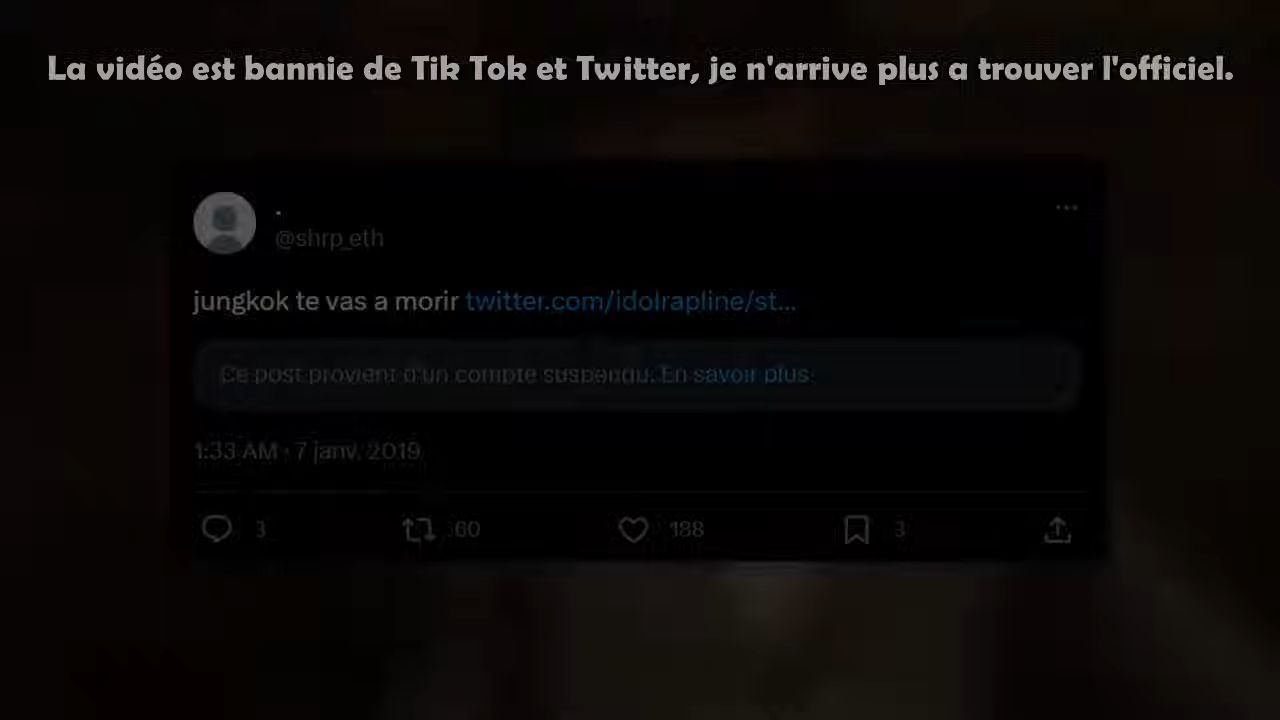 La vidéo est bannie de Tik Tok et Twitter, je n'arrive plus a trouver l'officiel.
.
@shrp_eth
jungkok te vas a morir twitter.com/idolrapline/st...
Ce post provient d'un compte suspendu. En savoir plus
1:33 AM · 7 janv. 2019
3 60 188 3